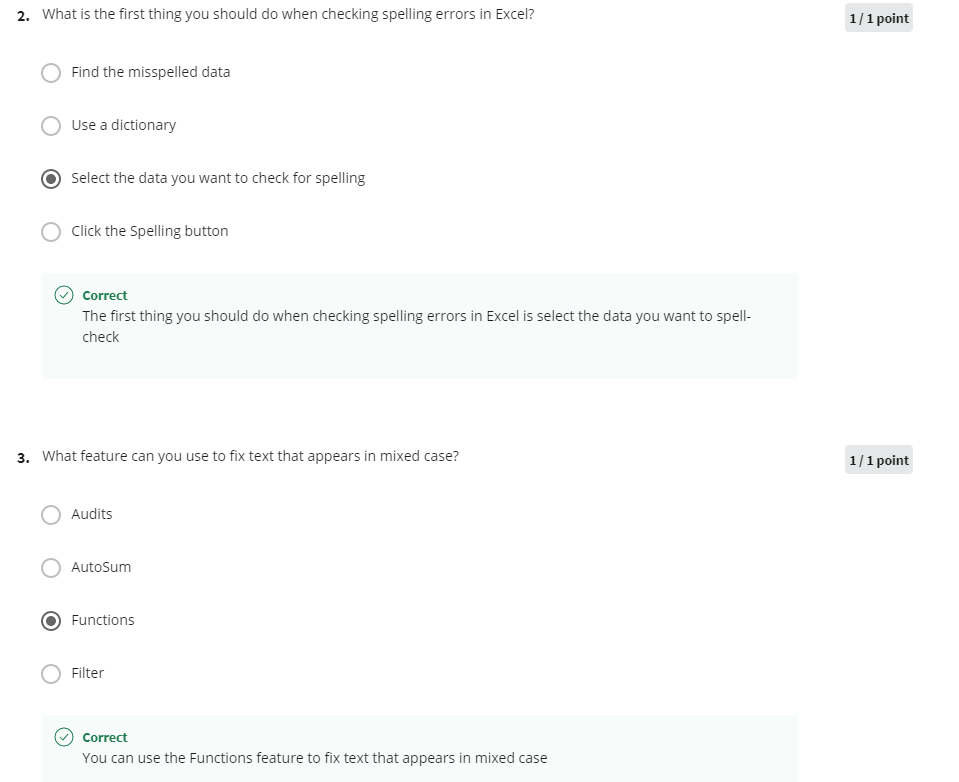 2. What is the first thing you should do when checking spelling errors in Excel?
1 / 1 point
Find the misspelled data
Use a dictionary
Select the data you want to check for spelling
Click the Spelling button
Correct
The first thing you should do when checking spelling errors in Excel is select the data you want to spell-
check
3. What feature can you use to fix text that appears in mixed case?
1 / 1 point
Audits
AutoSum
Functions
Filter
Correct
You can use the Functions feature to fix text that appears in mixed case